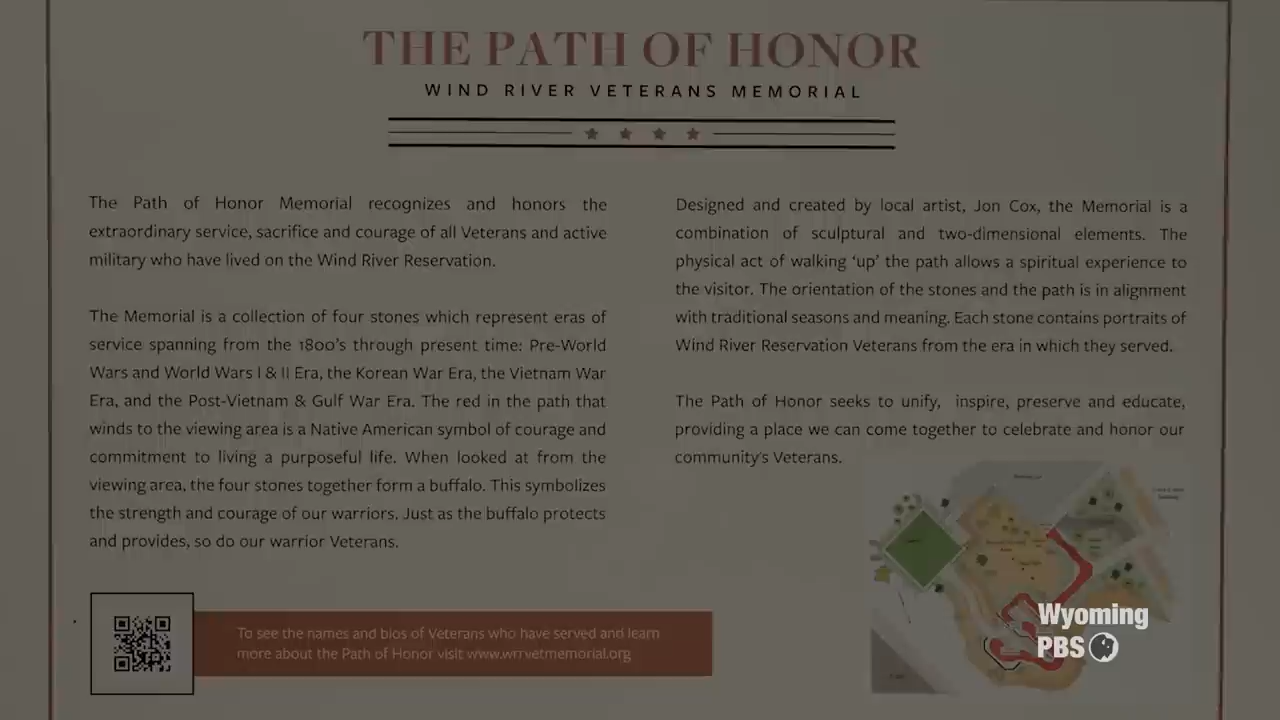 THE PATH OF HONOR
WIND RIVER VETERANS MEMORIAL
The Path of Honor Memorial recognizes and honors the
extraordinary service, sacrifice and courage of all Veterans and active
military who have lived on the Wind River Reservation.
The Memorial is a collection of four stones which represent eras of
service spanning from the 1800's through present time: Pre-World
Wars and World Wars I & II Era, the Korean War Era, the Vietnam War
Era, and the Post-Vietnam & Gulf War Era. The red in the path that
winds to the viewing area is a Native American symbol of courage and
commitment to living a purposeful life. When looked at from the
viewing area, the four stones together form a buffalo. This symbolizes
the strength and courage of our warriors. Just as the buffalo protects
and provides, so do our warrior Veterans.
To see the names and bios of Veterans who have served and learn
more about the Path of Honor visit www.wrrvetmemorial.org
Designed and created by local artist, Jon Cox, the Memorial is a
combination of sculptural and two-dimensional elements. The
physical act of walking 'up' the path allows a spiritual experience to
the visitor. The orientation of the stones and the path is in alignment
with traditional seasons and meaning. Each stone contains portraits of
Wind River Reservation Veterans from the era in which they served.
The Path of Honor seeks to unify, inspire, preserve and educate,
providing a place we can come together to celebrate and honor our
community's Veterans.
Wyoming
PBS